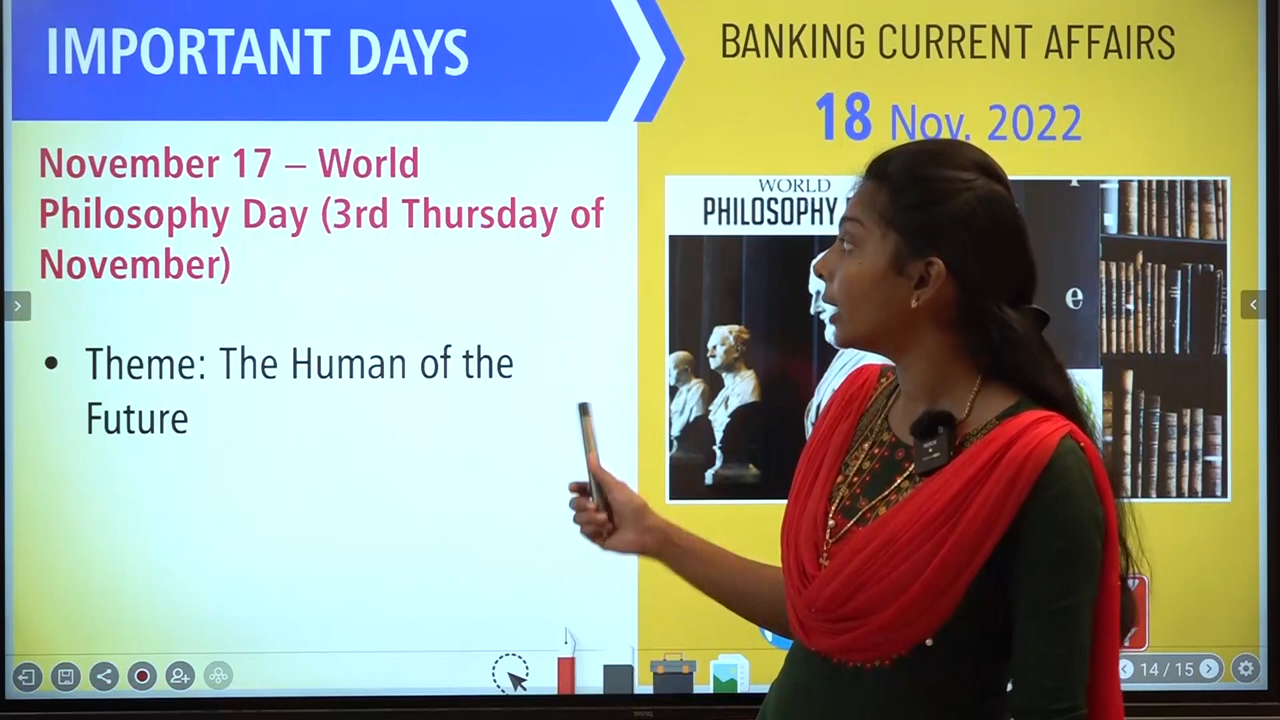 IMPORTANT DAYS
BANKING CURRENT AFFAIRS
18 Nov. 2022
November 17 – World
Philosophy Day (3rd Thursday of
November)
• Theme: The Human of the
Future
WORLD
PHILOSOPHY
e
14 / 15
BenQ